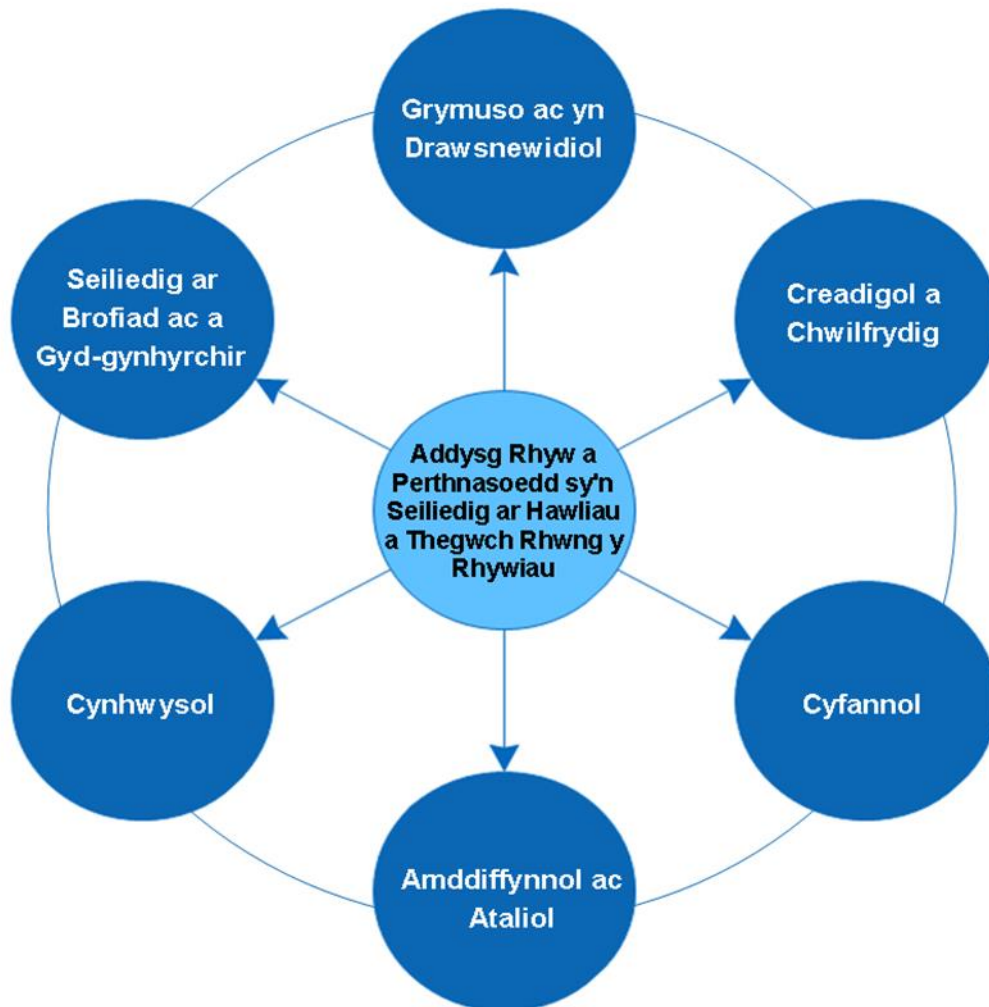 Grymuso ac yn
Drawsnewidiol
Seiliedig ar
Brofiad ac a
Gyd-gynhyrchir
Creadigol a
Chwilfrydig
Addysg Rhyw a
Perthnasoedd sy'n
Seiliedig ar Hawliau
a Thegwch Rhwng y
Rhywiau
Cynhwysol
Cyfannol
Amddiffynnol ac
Ataliol